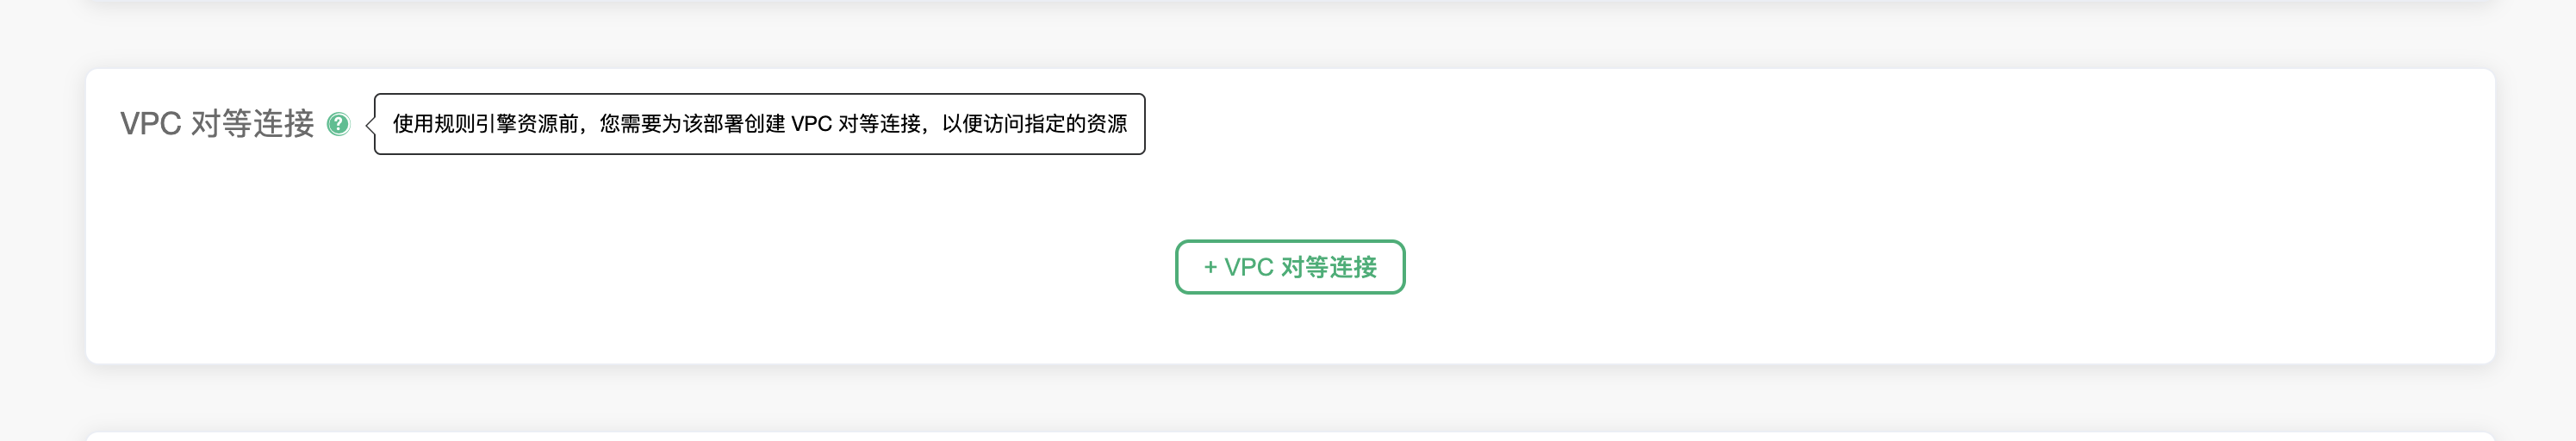 VPC 对等连接
使用规则引擎资源前，您需要为该部署创建 VPC 对等连接，以便访问指定的资源
+ VPC 对等连接